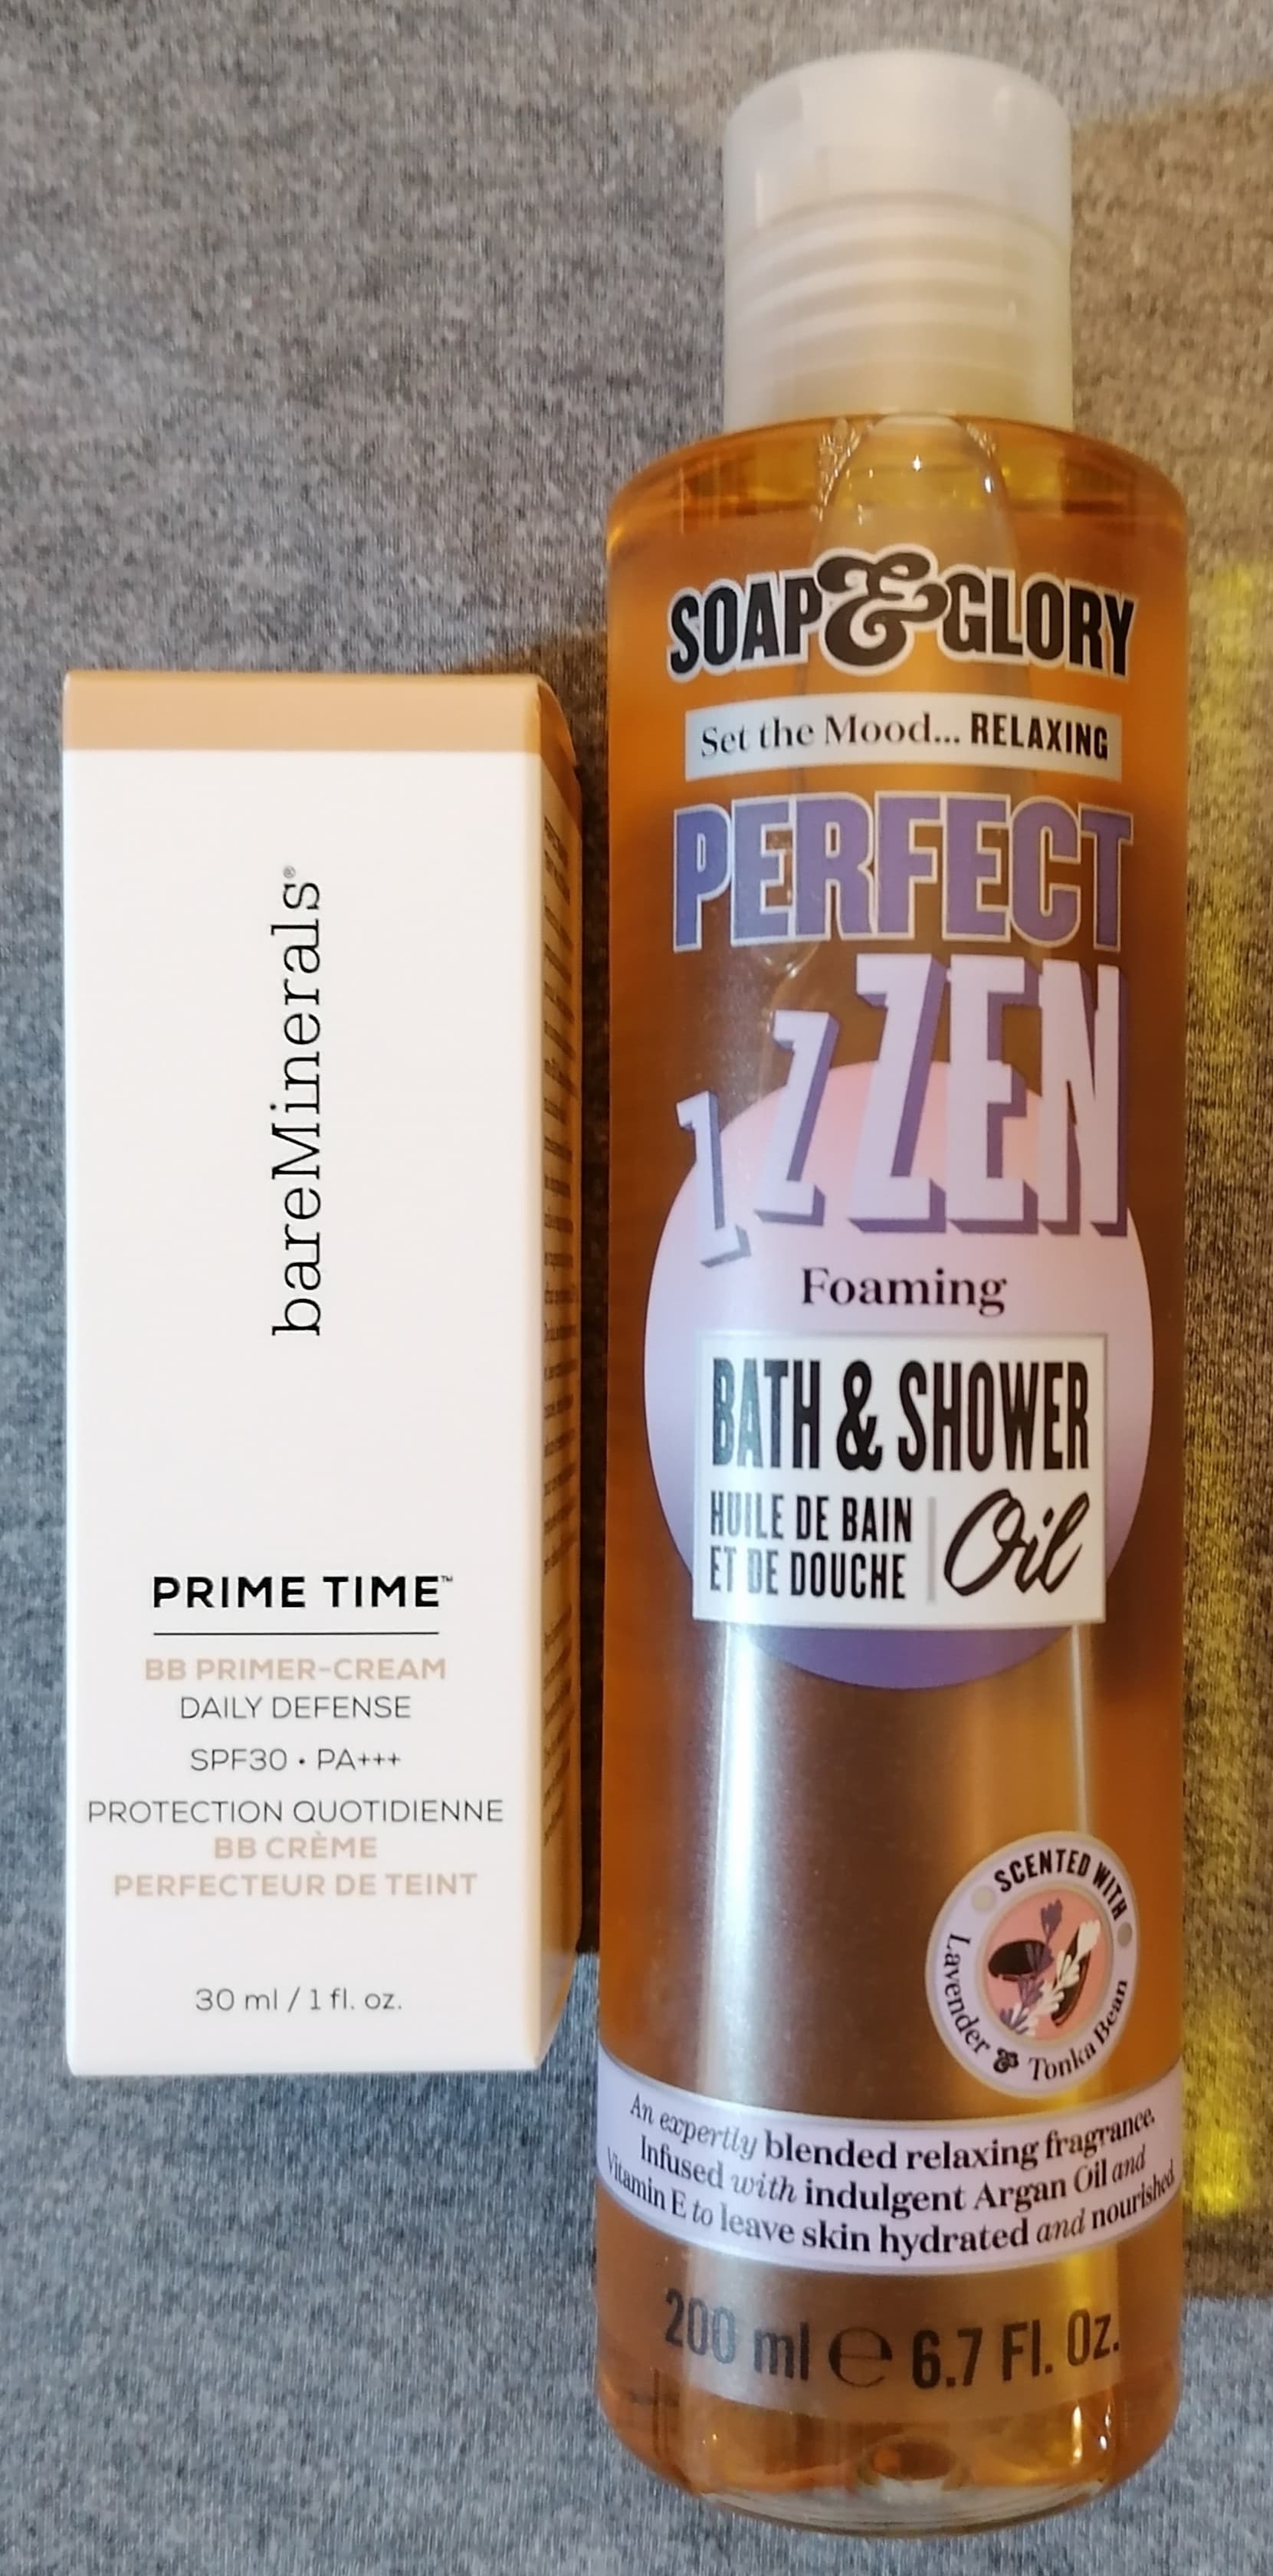 bareMinerals®
PRIME TIME™
BB PRIMER-CREAM
DAILY DEFENSE
SPF30 • PA+++
PROTECTION QUOTIDIENNE
BB CRÈME
PERFECTEUR DE TEINT
30 ml / 1 fl. oz.
SOAP & GLORY
Set the Mood... RELAXING
PERFECT
ZZZEN
Foaming
BATH & SHOWER
HUILE DE BAIN
ET DE DOUCHE
Oil
SCENTED WITH
Lavender & Tonka Bean
An expertly blended relaxing fragrance.
Infused with indulgent Argan Oil and
Vitamin E to leave skin hydrated and nourished.
200 ml e 6.7 Fl. Oz.